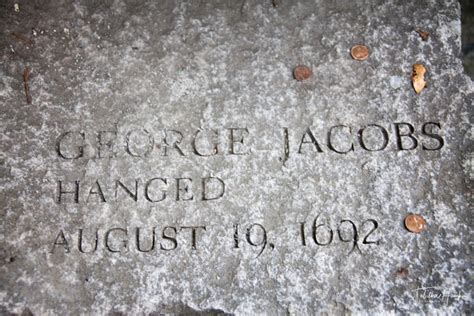 GEORGE JACOBS
HANGED
AUGUST 19, 1692